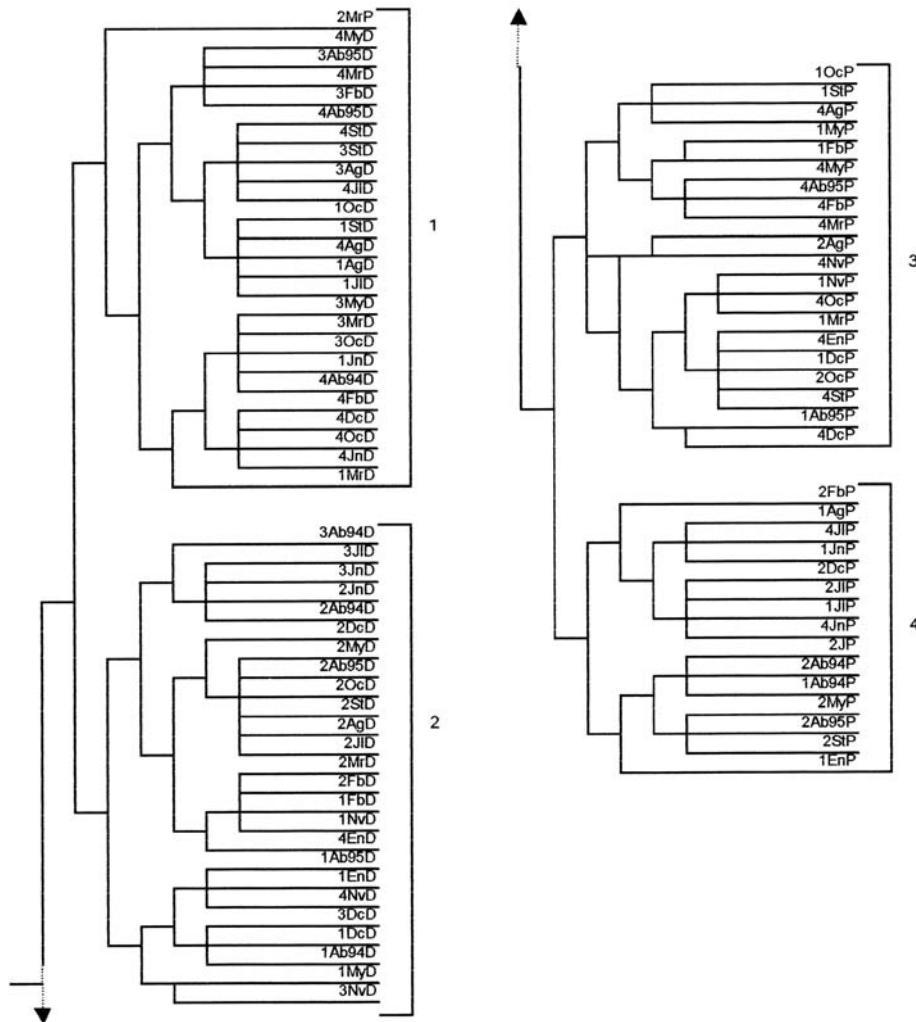 2MrP
4MyD
3Ab95D
4MrD
3FbD
4Ab95D
4StD
3StD
3AgD
4JlD
1OcD
1StD
4AgD
1AgD
1JlD
3MyD
3MrD
3OcD
1JnD
4Ab94D
4FbD
4DcD
4OcD
4JnD
1MrD
1
3Ab94D
3JlD
3JnD
2JnD
2Ab94D
2DcD
2MyD
2Ab95D
2OcD
2StD
2AgD
2JlD
2MrD
2FbD
1FbD
1NvD
4EnD
1Ab95D
1EnD
4NvD
3DcD
1DcD
1Ab94D
1MyD
3NvD
2
1OcP
1StP
4AgP
1MyP
1FbP
4MyP
4Ab95P
4FbP
4MrP
2AgP
4NvP
1NvP
4OcP
1MrP
4EnP
1DcP
2OcP
4StP
1Ab95P
4DcP
3
2FbP
1AgP
4JlP
1JnP
2DcP
2JlP
1JlP
4JnP
2JP
2Ab94P
1Ab94P
2MyP
2Ab95P
2StP
1EnP
4